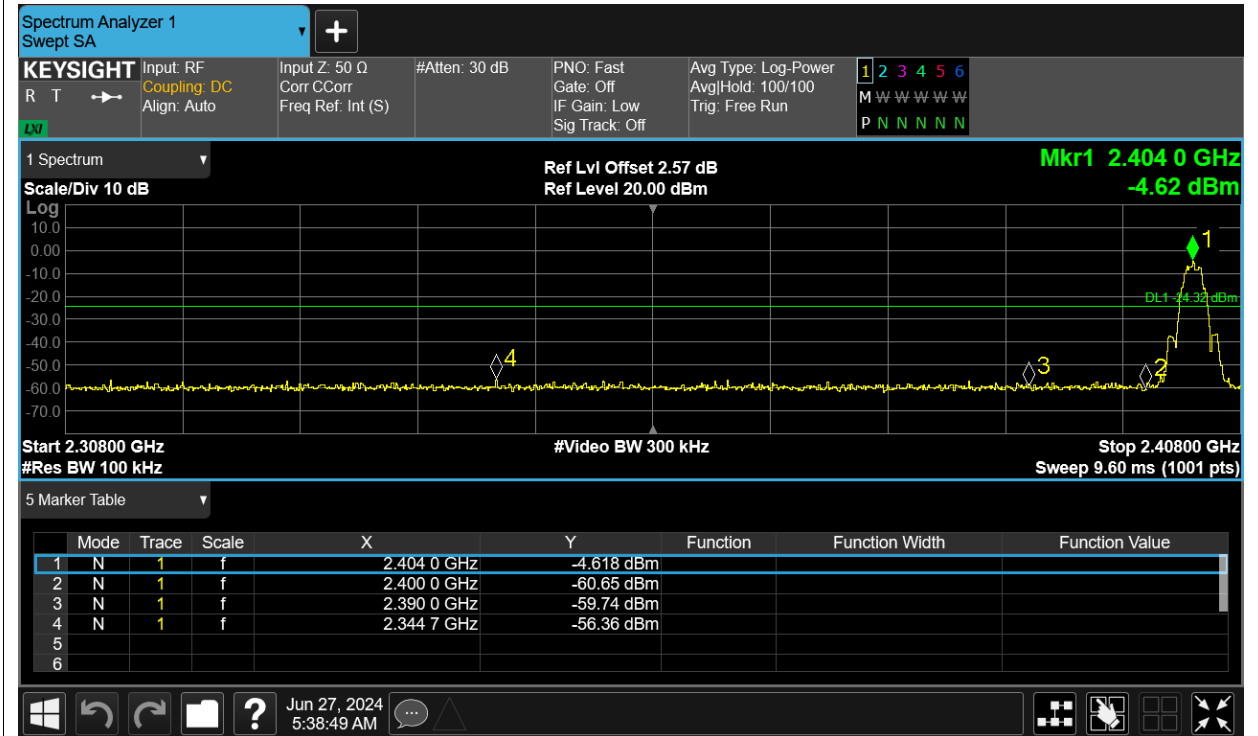 Spectrum Analyzer 1
Swept SA
+
KEYSIGHT Input: RF Input Z: 50 Ω #Atten: 30 dB PNO: Fast Avg Type: Log-Power 1 2 3 4 5 6
R T Coupling: DC Corr CCorr Gate: Off Avg|Hold: 100/100 M W W W W W W
Align: Auto Freq Ref: Int (S) IF Gain: Low Trig: Free Run
LXI Sig Track: Off P N N N N N N
1 Spectrum Ref Lvl Offset 2.57 dB Mkr1 2.404 0 GHz
Scale/Div 10 dB Ref Level 20.00 dBm -4.62 dBm
Log
10.0
0.00 1
-10.0
-20.0 DL1 -24.32 dBm
-30.0
-40.0
-50.0 4 3 2
-60.0
-70.0
Start 2.30800 GHz #Video BW 300 kHz Stop 2.40800 GHz
#Res BW 100 kHz Sweep 9.60 ms (1001 pts)
5 Marker Table
Mode Trace Scale X Y Function Function Width Function Value
1 N 1 f 2.404 0 GHz -4.618 dBm
2 N 1 f 2.400 0 GHz -60.65 dBm
3 N 1 f 2.390 0 GHz -59.74 dBm
4 N 1 f 2.344 7 GHz -56.36 dBm
5
6
? Jun 27, 2024
5:38:49 AM